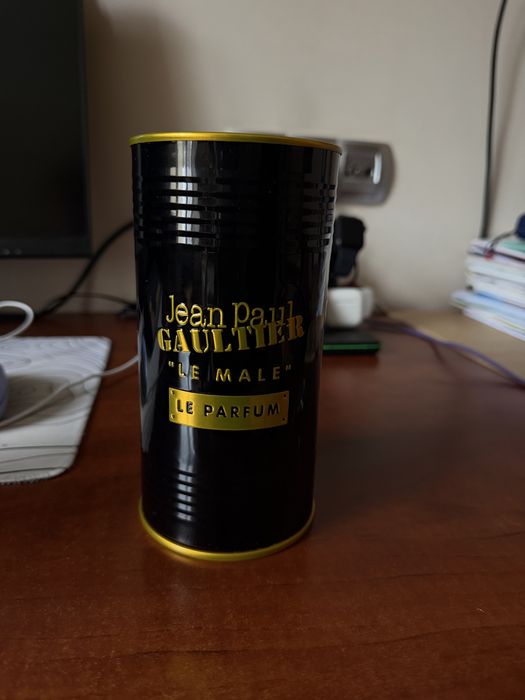 Jean Paul
GAULTIER
"LE MALE"
LE PARFUM